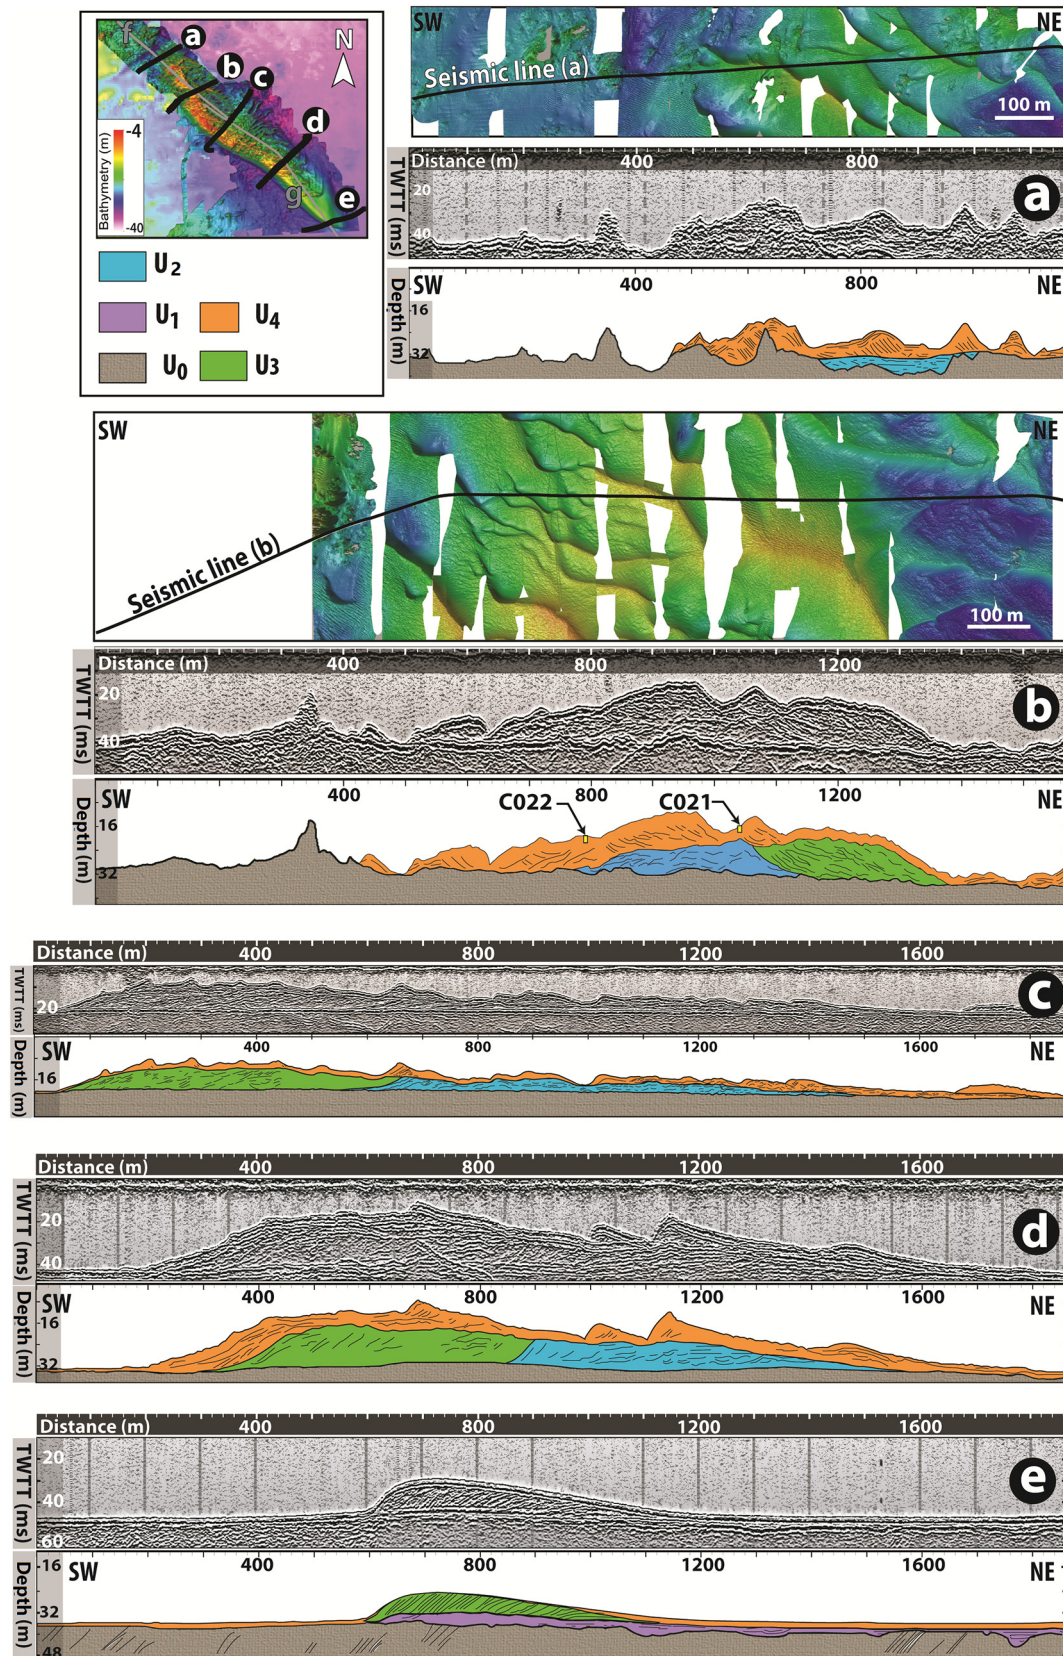 f
a
b
c
d
g
e
N
Bathymetry (m)
-4
-40
U2
U1
U4
U0
U3
SW
NE
Seismic line (a)
100 m
Distance (m)
400
800
TWTT (ms)
20
40
a
SW
400
800
NE
Depth (m)
16
32
SW
NE
Seismic line (b)
100 m
Distance (m)
400
800
1200
TWTT (ms)
20
40
b
SW
400
800
1200
NE
C022
C021
Depth (m)
16
32
Distance (m)
400
800
1200
1600
TWTT (ms)
20
c
SW
400
800
1200
1600
NE
Depth (m)
16
Distance (m)
400
800
1200
1600
TWTT (ms)
20
40
d
SW
400
800
1200
1600
NE
Depth (m)
16
32
Distance (m)
400
800
1200
1600
TWTT (ms)
20
40
60
e
SW
400
800
1200
1600
NE
Depth (m)
-16
-32
-48